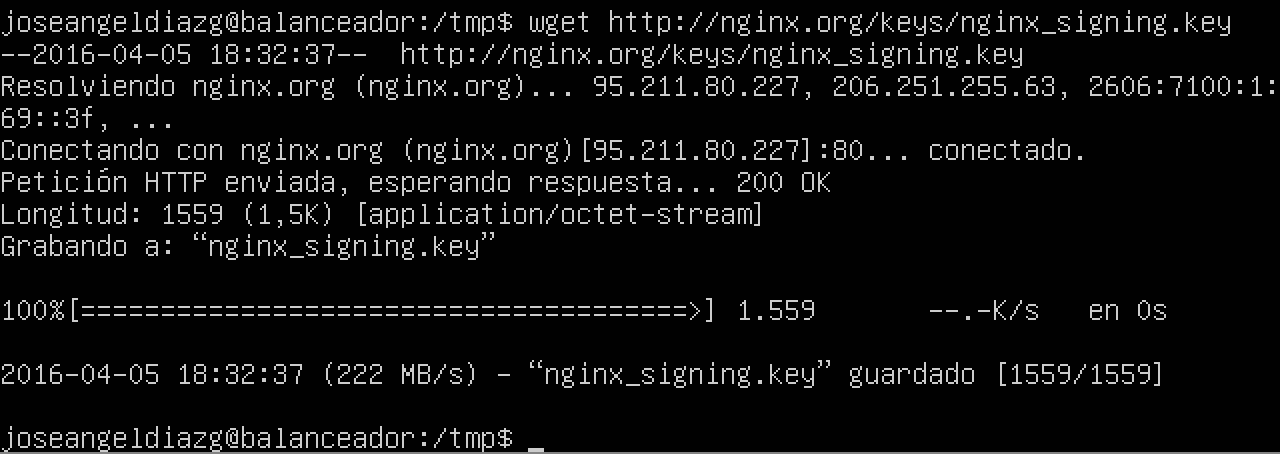 joseangeldiazg@balanceador:/tmp$ wget http://nginx.org/keys/nginx_signing.key
--2016-04-05 18:32:37--  http://nginx.org/keys/nginx_signing.key
Resolviendo nginx.org (nginx.org)... 95.211.80.227, 206.251.255.63, 2606:7100:1:
69::3f, ...
Conectando con nginx.org (nginx.org)[95.211.80.227]:80... conectado.
Petición HTTP enviada, esperando respuesta... 200 OK
Longitud: 1559 (1,5K) [application/octet-stream]
Grabando a: “nginx_signing.key”
100%[======================================>] 1.559       --.-K/s   en 0s
2016-04-05 18:32:37 (222 MB/s) - “nginx_signing.key” guardado [1559/1559]
joseangeldiazg@balanceador:/tmp$ _